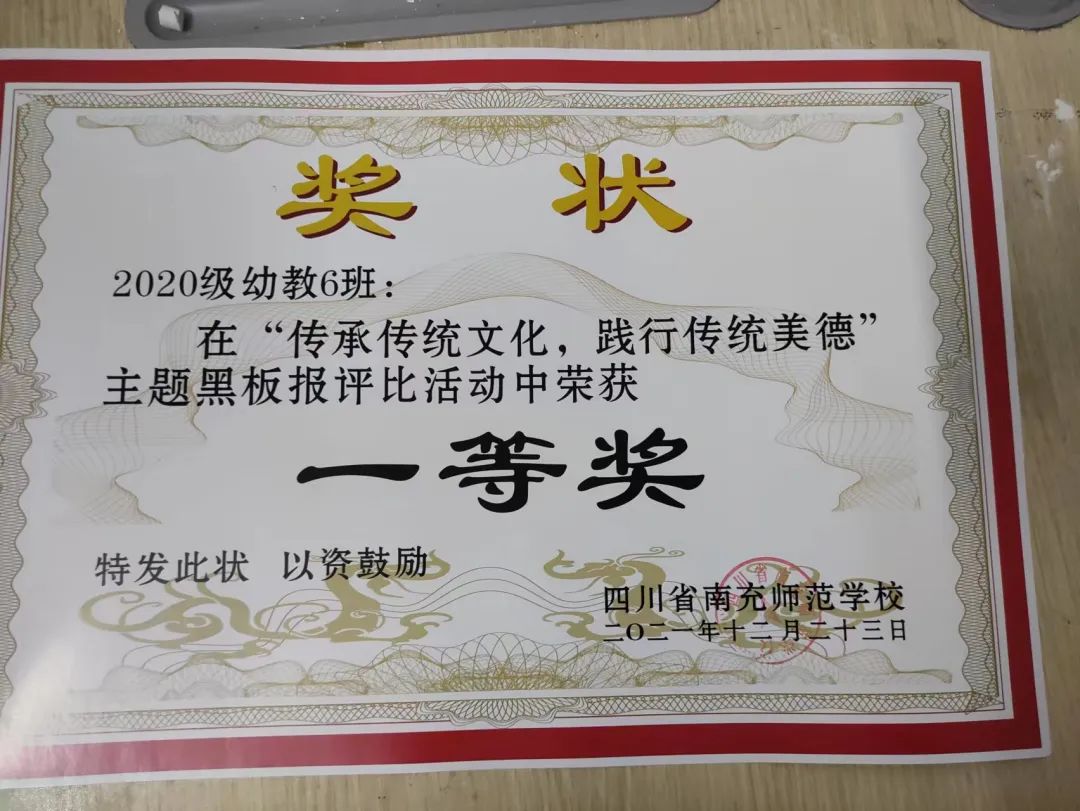 奖 状
2020级幼教6班：
在“传承传统文化，践行传统美德”
主题黑板报评比活动中荣获
一等奖
特发此状 以资鼓励
四川省南充师范学校
二〇二一年十二月二十三日